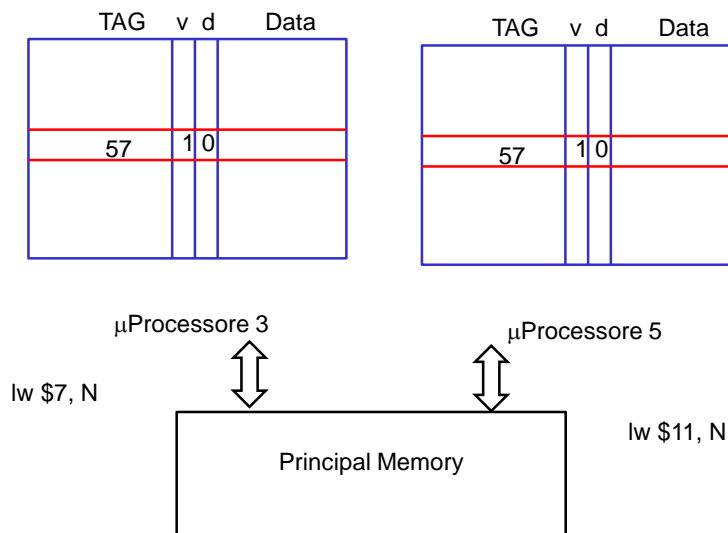 TAG v d Data
57 1 0
TAG v d Data
57 1 0
μProcessore 3
μProcessore 5
lw $7, N
lw $11, N
Principal Memory